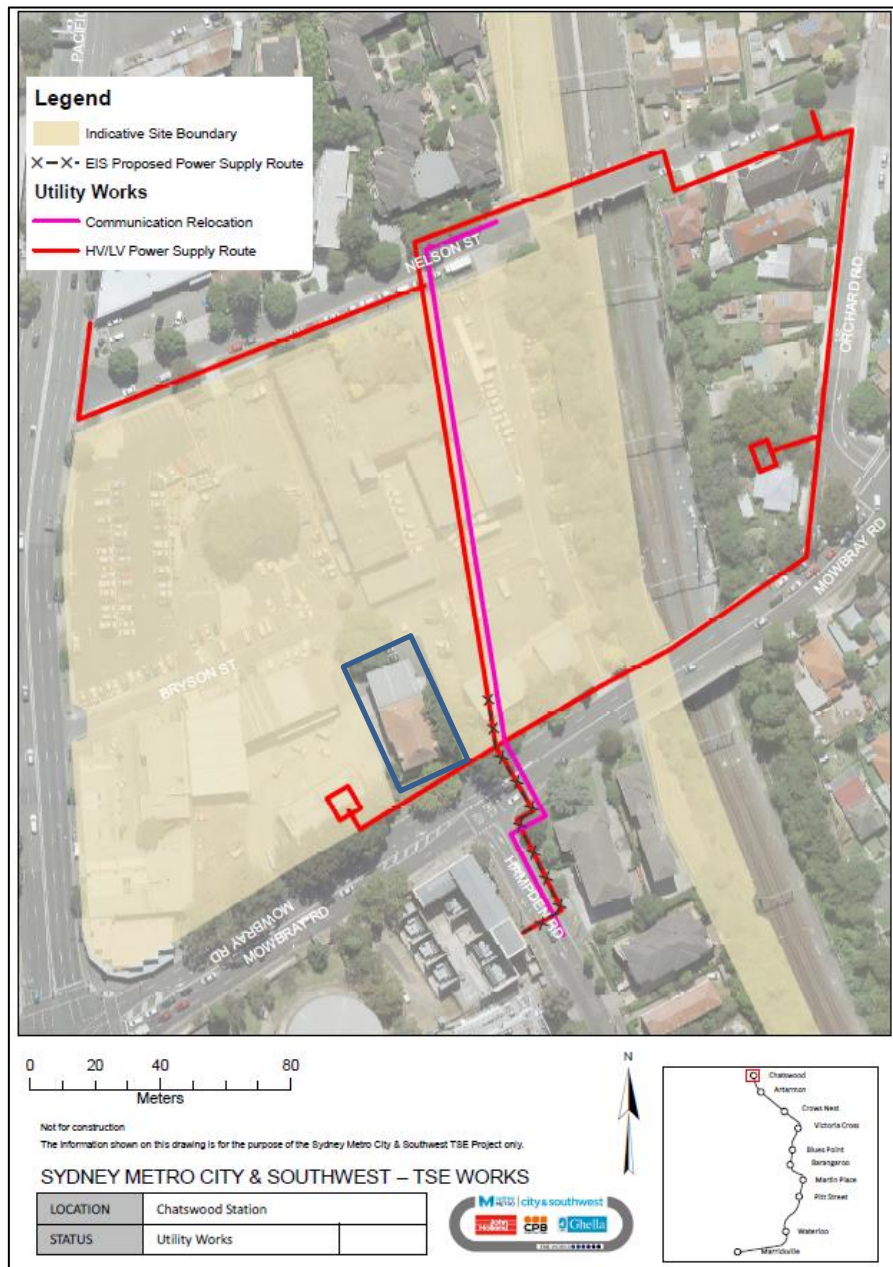 PACIFIC
Legend
Indicative Site Boundary
EIS Proposed Power Supply Route
Utility Works
Communication Relocation
HV/LV Power Supply Route
NELSON ST
ORCHARD RD
MOWBRAY RD
BRYSON ST
HAMPDEN RD
MOWBRAY RD
MOWBRAY RD
0 20 40 80
Meters
N
Not for construction
The information shown on this drawing is for the purpose of the Sydney Metro City & Southwest TSE Project only.
SYDNEY METRO CITY & SOUTHWEST – TSE WORKS
LOCATION Chatswood Station
STATUS Utility Works
METRO city & southwest
John Holland CPB Ghella
Chatswood
Artarmon
Crows Nest
Victoria Cross
Blues Point
Barangaroo
Martin Place
Pitt Street
Waterloo
Marrickville